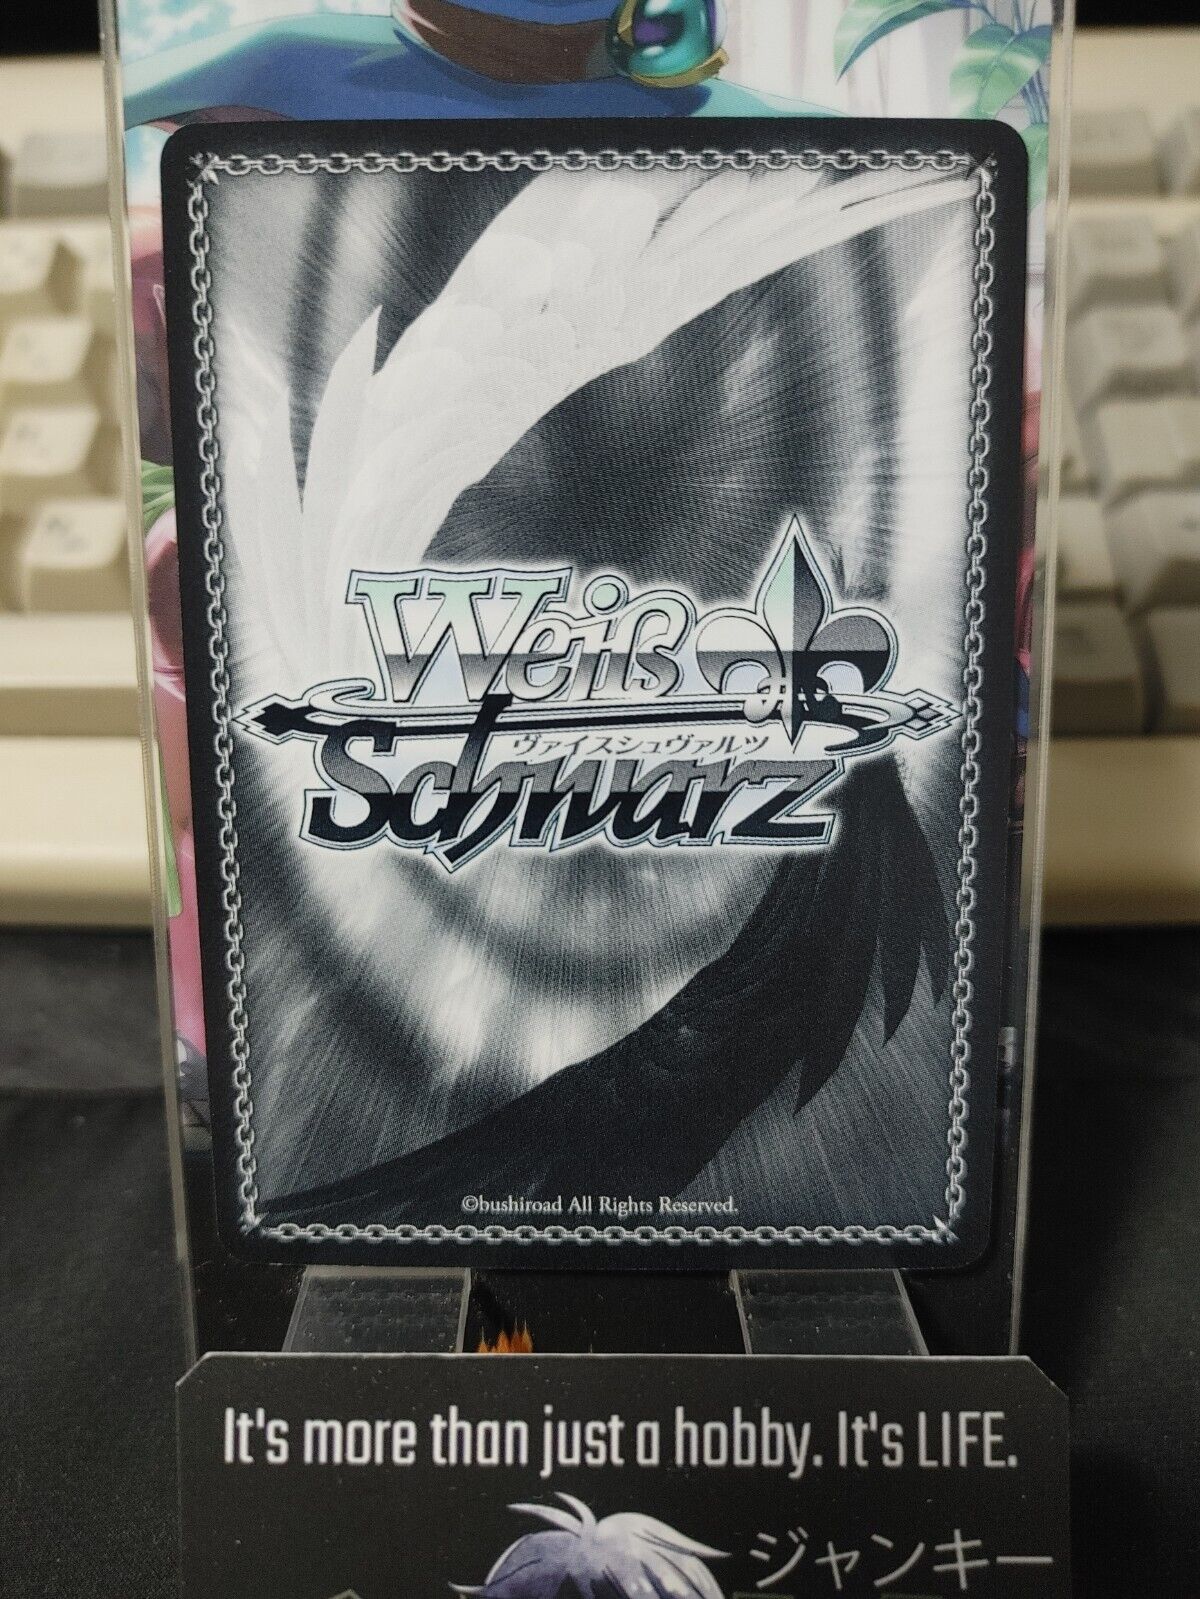 Weiß
ヴァイスシュヴァルツ
Schwarz
©bushiroad All Rights Reserved.
It's more than just a hobby. It's LIFE.
ジャンキー